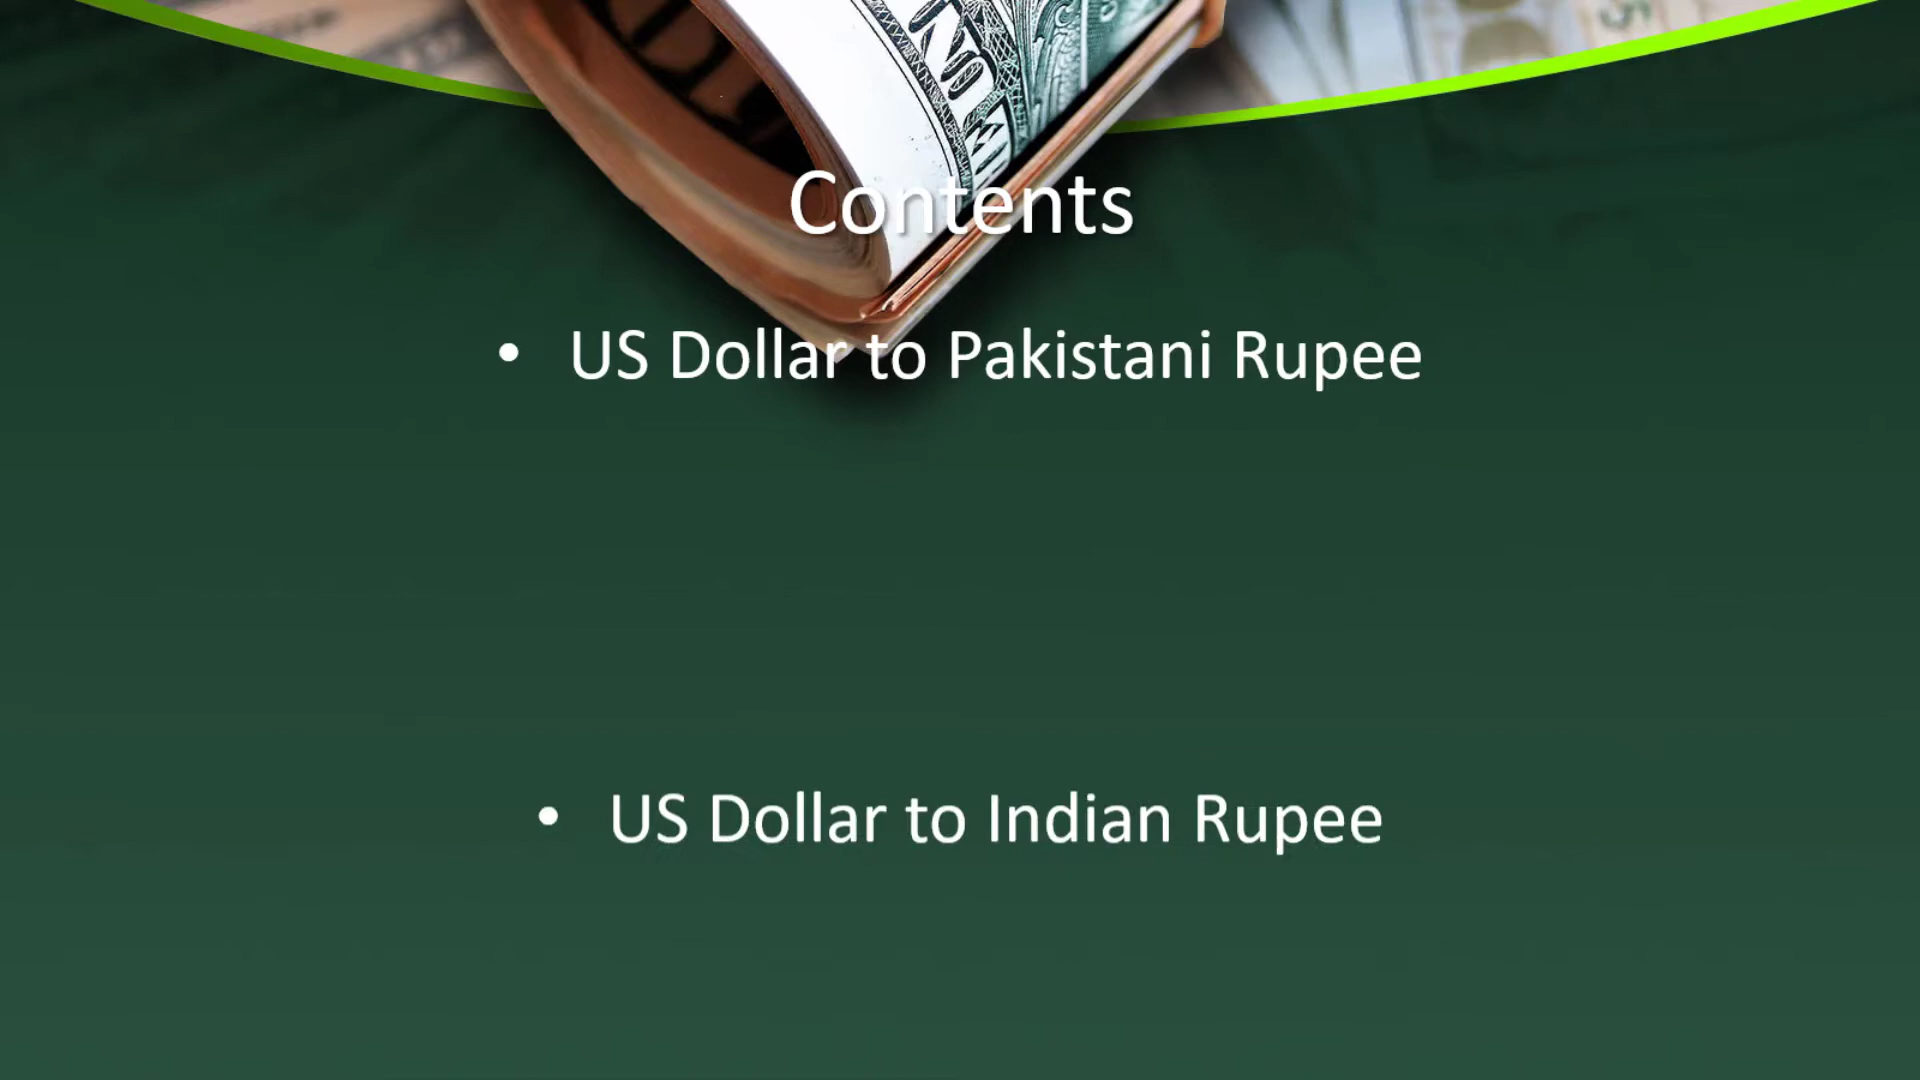 Contents
• US Dollar to Pakistani Rupee
• US Dollar to Indian Rupee